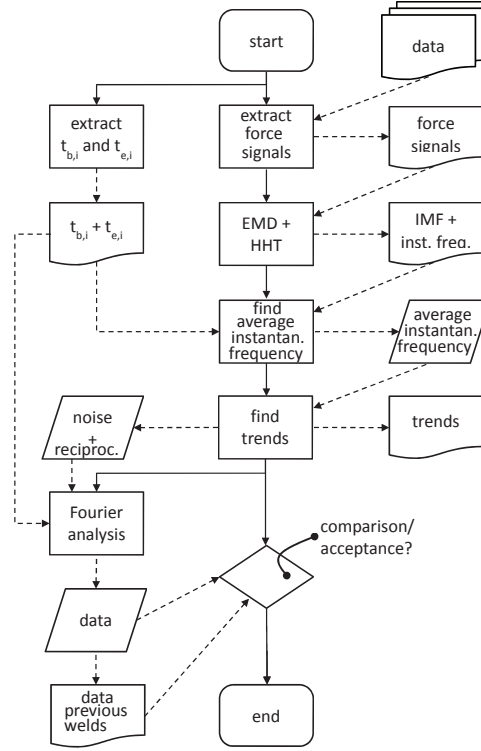 start
data
extract
t_b,i and t_e,i
extract
force
signals
force
signals
t_b,i + t_e,i
EMD +
HHT
IMF +
inst. freq.
find
average
instantan.
frequency
average
instantan.
frequency
noise
+
reciproc.
find
trends
trends
Fourier
analysis
comparison/
acceptance?
data
data
previous
welds
end